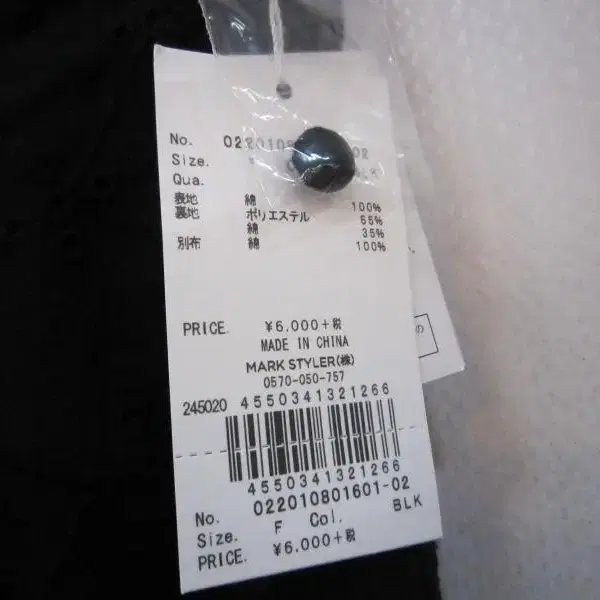 No. 022010
Size.
Qua.
表地 綿 100%
裏地 ポリエステル 65%
綿 35%
別布 綿 100%
PRICE. ¥6,000+税
MADE IN CHINA
MARK STYLER(株)
0570-050-757
245020 4550341321266
4550341321266
No. 022010801601-02
Size. F Col. BLK
PRICE. ¥6,000+税